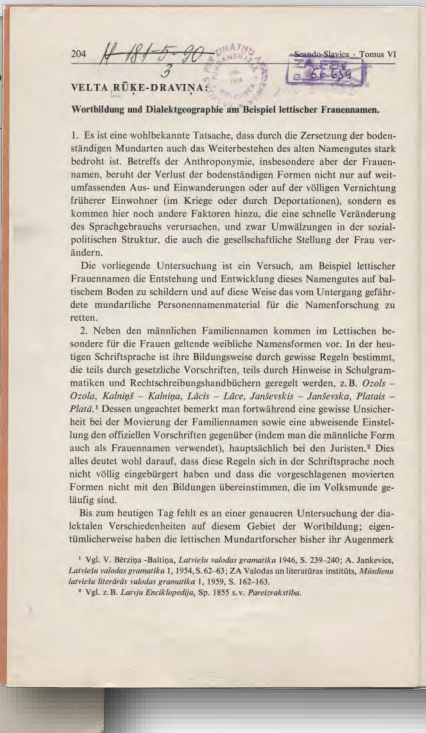 204
Scando-Slavica · Tomus VI
3
VELTA RŪĶE-DRAVIŅA:
Wortbildung und Dialektgeographie am Beispiel lettischer Frauennamen.
1. Es ist eine wohlbekannte Tatsache, dass durch die Zersetzung der boden-
ständigen Mundarten auch das Weiterbestehen des alten Namengutes stark
bedroht ist. Betreffs der Anthroponymie, insbesondere aber der Frauen-
namen, beruht der Verlust der bodenständigen Formen nicht nur auf weit-
umfassenden Aus- und Einwanderungen oder auf der völligen Vernichtung
früherer Einwohner (im Kriege oder durch Deportationen), sondern es
kommen hier noch andere Faktoren hinzu, die eine schnelle Veränderung
des Sprachgebrauchs verursachen, und zwar Umwälzungen in der sozial-
politischen Struktur, die auch die gesellschaftliche Stellung der Frau ver-
ändern.
Die vorliegende Untersuchung ist ein Versuch, am Beispiel lettischer
Frauennamen die Entstehung und Entwicklung dieses Namengutes auf bal-
tischem Boden zu schildern und auf diese Weise das vom Untergang gefähr-
dete mundartliche Personennamenmaterial für die Namenforschung zu
retten.
2. Neben den männlichen Familiennamen kommen im Lettischen be-
sondere für die Frauen geltende weibliche Namensformen vor. In der heu-
tigen Schriftsprache ist ihre Bildungsweise durch gewisse Regeln bestimmt,
die teils durch gesetzliche Vorschriften, teils durch Hinweise in Schulgram-
matiken und Rechtschreibungshandbüchern geregelt werden, z. B. Ozols –
Ozola, Kalniņš – Kalniņa, Lācis – Lāce, Janševskis – Janševska, Platais –
Platā.¹ Dessen ungeachtet bemerkt man fortwährend eine gewisse Unsicher-
heit bei der Movierung der Familiennamen sowie eine abweisende Einstel-
lung den offiziellen Vorschriften gegenüber (indem man die männliche Form
auch als Frauennamen verwendet), hauptsächlich bei den Juristen.² Dies
alles deutet wohl darauf, dass diese Regeln sich in der Schriftsprache noch
nicht völlig eingebürgert haben und dass die vorgeschlagenen movierten
Formen nicht mit den Bildungen übereinstimmen, die im Volksmunde ge-
läufig sind.
Bis zum heutigen Tag fehlt es an einer genaueren Untersuchung der dia-
lektalen Verschiedenheiten auf diesem Gebiet der Wortbildung; eigen-
tümlicherweise haben die lettischen Mundartforscher bisher ihr Augenmerk
¹ Vgl. V. Bērziņa -Baltiņa, Latviešu valodas gramatika 1946, S. 239–240; A. Jankevics,
Latviešu valodas gramatika 1, 1954, S. 62–63; ZA Valodas un literatūras institūts, Mūsdienu
latviešu literārās valodas gramatika 1, 1959, S. 162–163.
² Vgl. z. B. Latvju Enciklopedija, Sp. 1855 s. v. Pareizrakstība.